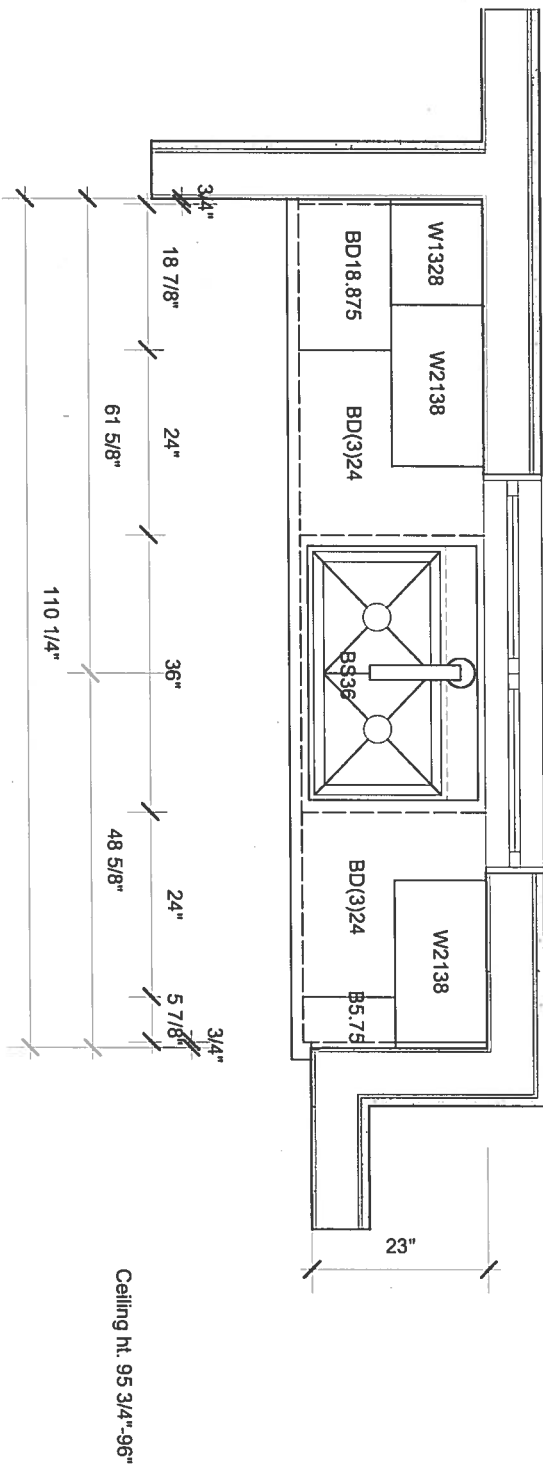 W1328
W2138
BD18.875
BD(3)24
BS36
BD(3)24
W2138
B5.75
3/4"
18 7/8"
24"
36"
24"
5 7/8"
3/4"
61 5/8"
48 5/8"
110 1/4"
23"
Ceiling ht. 95 3/4"-96"